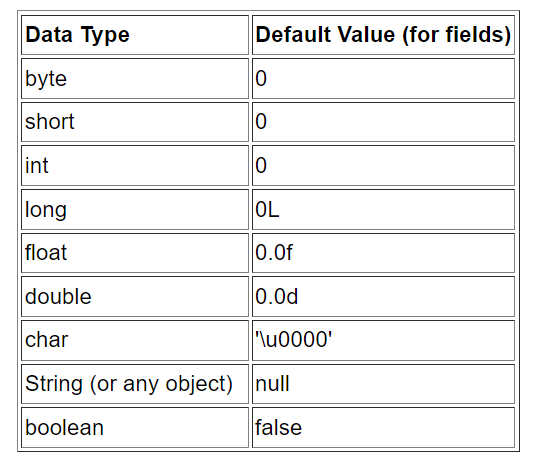 Data Type Default Value (for fields)
byte 0
short 0
int 0
long 0L
float 0.0f
double 0.0d
char '\u0000'
String (or any object) null
boolean false